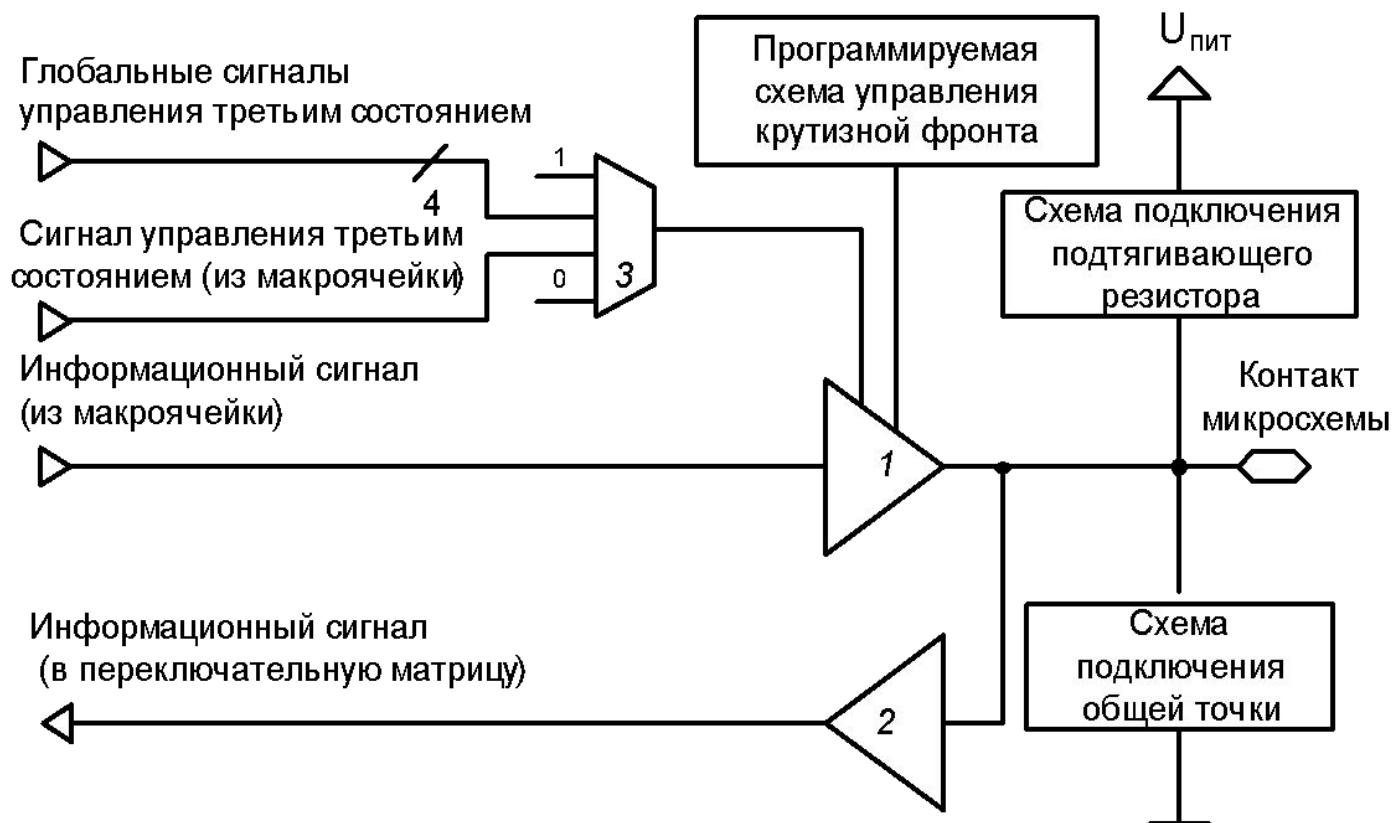 Глобальные сигналы
управления третьим состоянием
4
Сигнал управления третьим
состоянием (из макроячейки)
Информационный сигнал
(из макроячейки)
1
0
3
Программируемая
схема управления
крутизной фронта
U пит
Схема подключения
подтягивающего
резистора
Контакт
микросхемы
1
Информационный сигнал
(в переключательную матрицу)
2
Схема
подключения
общей точки